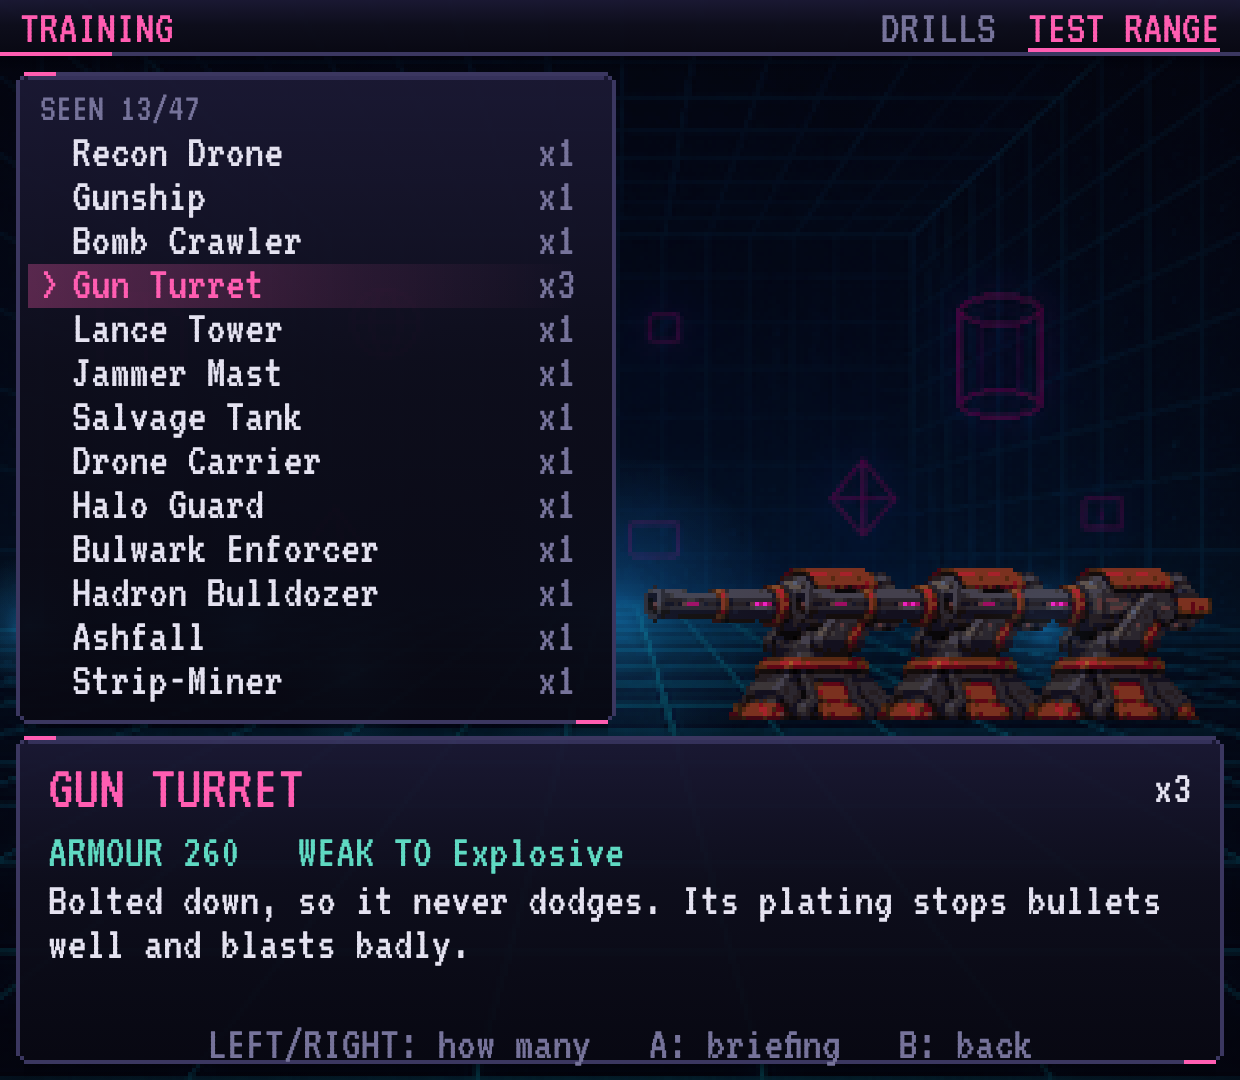 TRAINING DRILLS TEST RANGE
SEEN 13/47
Recon Drone x1
Gunship x1
Bomb Crawler x1
> Gun Turret x3
Lance Tower x1
Jammer Mast x1
Salvage Tank x1
Drone Carrier x1
Halo Guard x1
Bulwark Enforcer x1
Hadron Bulldozer x1
Ashfall x1
Strip-Miner x1
GUN TURRET x3
ARMOUR 260 WEAK TO Explosive
Bolted down, so it never dodges. Its plating stops bullets
well and blasts badly.
LEFT/RIGHT: how many A: briefing B: back